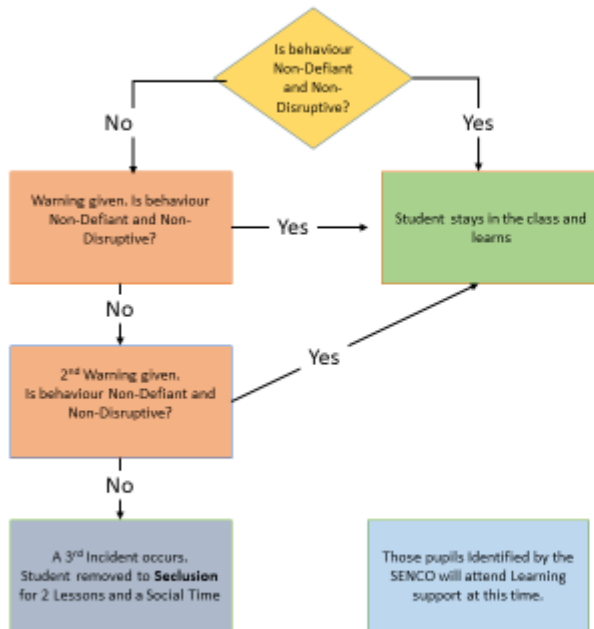 Is behaviour
Non-Defiant
and Non-
Disruptive?
No
Yes
Warning given. Is behaviour
Non-Defiant and Non-
Disruptive?
Yes
Student stays in the class and
learns
No
2nd Warning given.
Is behaviour Non-Defiant and
Non-Disruptive?
Yes
No
A 3rd Incident occurs.
Student removed to Seclusion
for 2 Lessons and a Social Time
Those pupils Identified by the
SENCO will attend Learning
support at this time.